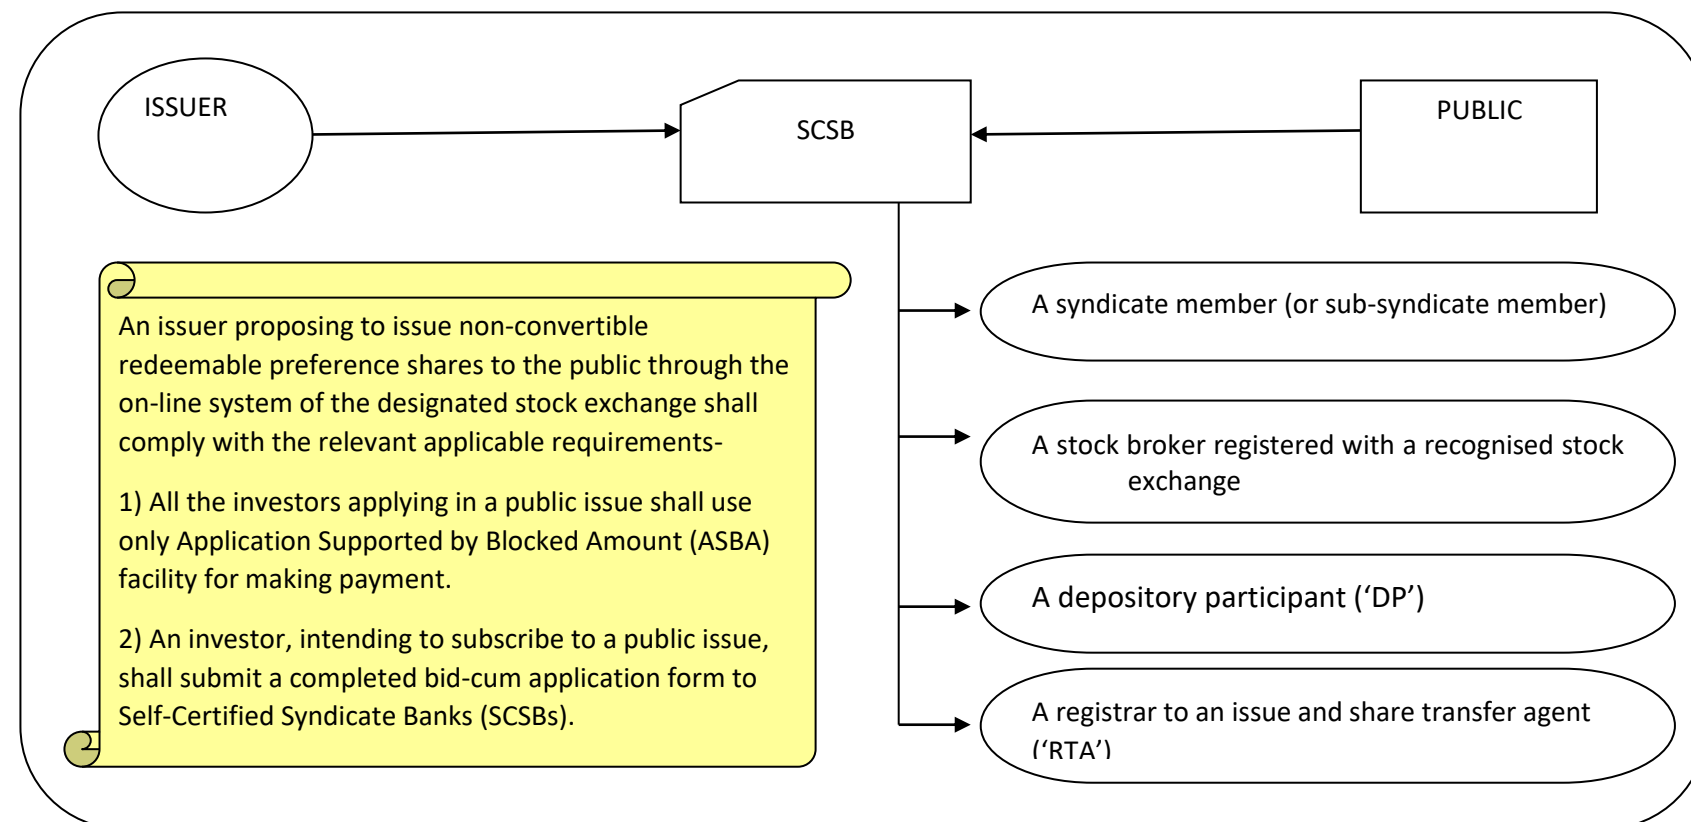 ISSUER
SCSB
PUBLIC
An issuer proposing to issue non-convertible
redeemable preference shares to the public through the
on-line system of the designated stock exchange shall
comply with the relevant applicable requirements-
1) All the investors applying in a public issue shall use
only Application Supported by Blocked Amount (ASBA)
facility for making payment.
2) An investor, intending to subscribe to a public issue,
shall submit a completed bid-cum application form to
Self-Certified Syndicate Banks (SCSBs).
A syndicate member (or sub-syndicate member)
A stock broker registered with a recognised stock
exchange
A depository participant (‘DP’)
A registrar to an issue and share transfer agent
(‘RTA’)